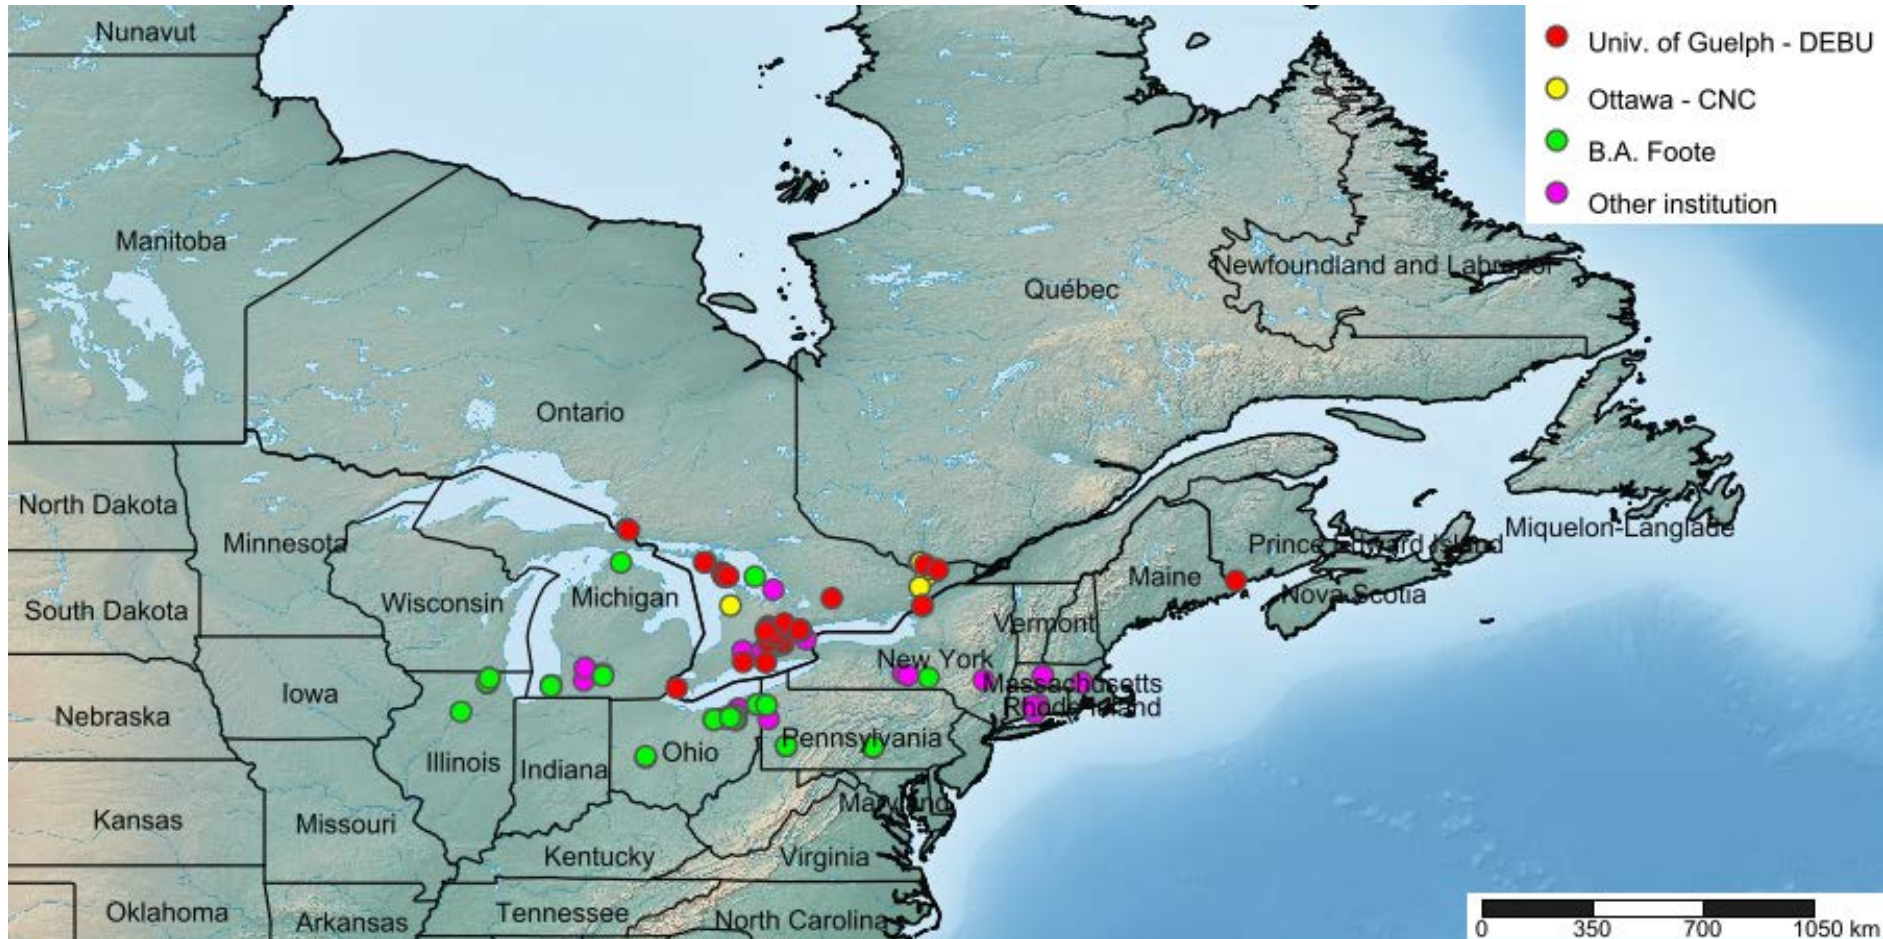 Nunavut
Univ. of Guelph - DEBU
Ottawa - CNC
B.A. Foote
Other institution
Manitoba
Newfoundland and Labrador
Québec
Ontario
North Dakota
Minnesota
Miquelon-Langlade
Prince Edward Island
Maine
South Dakota
Wisconsin
Michigan
Nova Scotia
Vermont
New York
Iowa
Massachusetts
Rhode Island
Nebraska
Pennsylvania
Ohio
Illinois
Indiana
Maryland
Kansas
Missouri
Kentucky
Virginia
Oklahoma
Arkansas
Tennessee
North Carolina
0 350 700 1050 km